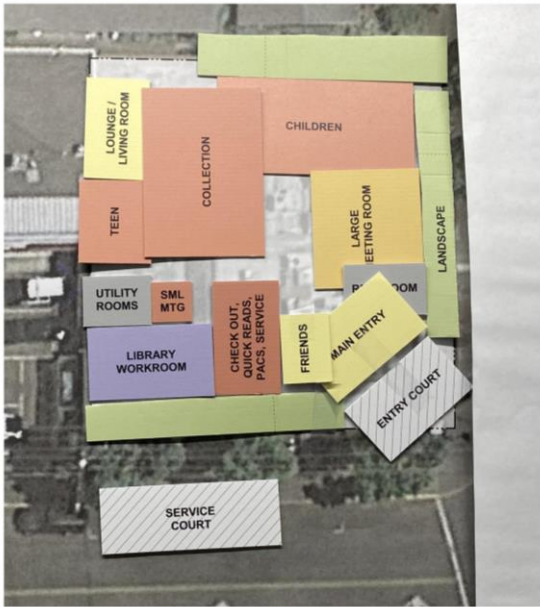 LOUNGE /
LIVING ROOM
COLLECTION
CHILDREN
TEEN
LARGE
EETING ROOM
LANDSCAPE
UTILITY
ROOMS
SML
MTG
CHECK OUT,
QUICK READS,
PACS, SERVICE
LIBRARY
WORKROOM
FRIENDS
MAIN ENTRY
ENTRY COURT
SERVICE
COURT